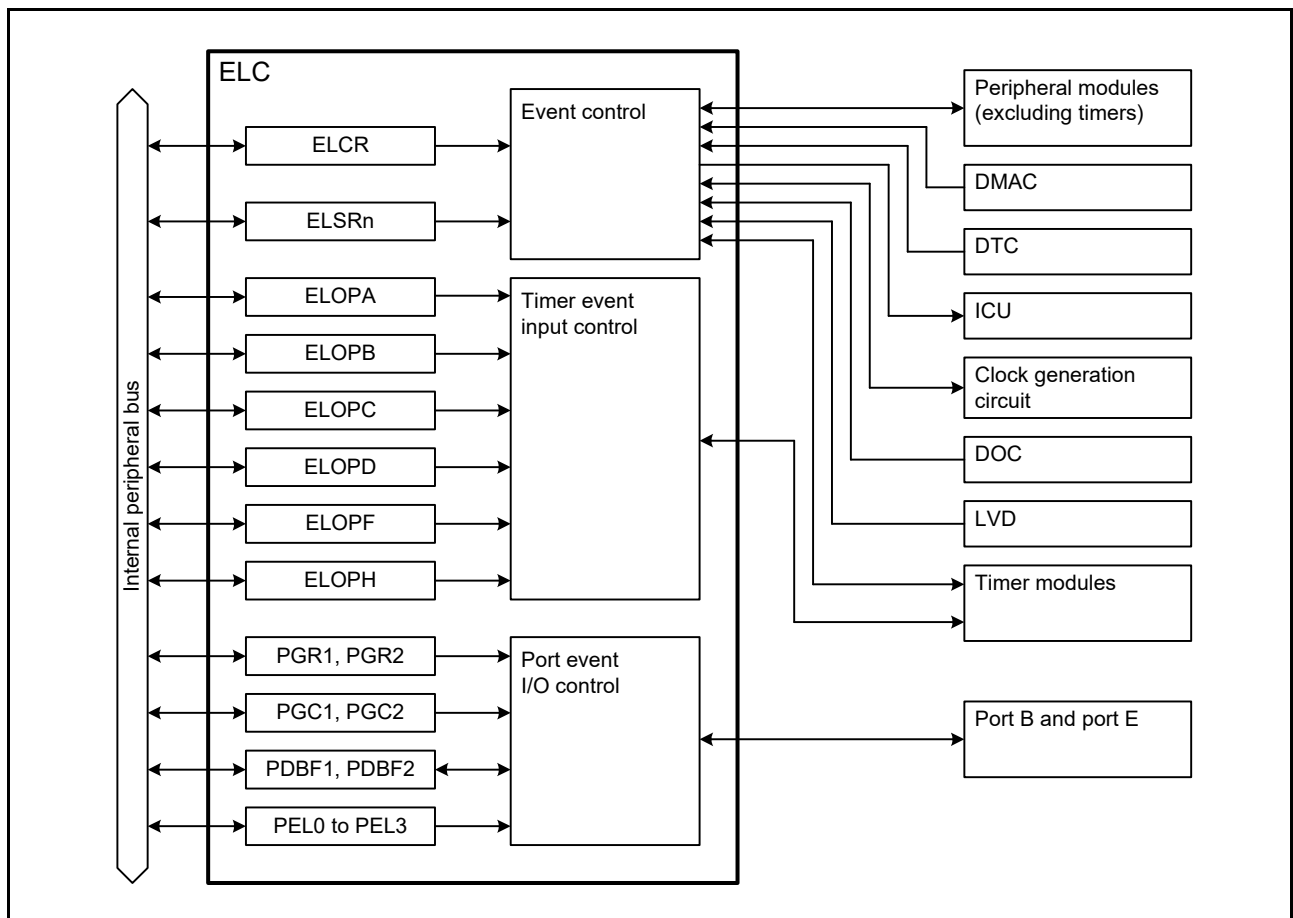 ELC
Internal peripheral bus
ELCR
ELSRn
ELOPA
ELOPB
ELOPC
ELOPD
ELOPF
ELOPH
PGR1, PGR2
PGC1, PGC2
PDBF1, PDBF2
PEL0 to PEL3
Event control
Timer event
input control
Port event
I/O control
Peripheral modules
(excluding timers)
DMAC
DTC
ICU
Clock generation
circuit
DOC
LVD
Timer modules
Port B and port E